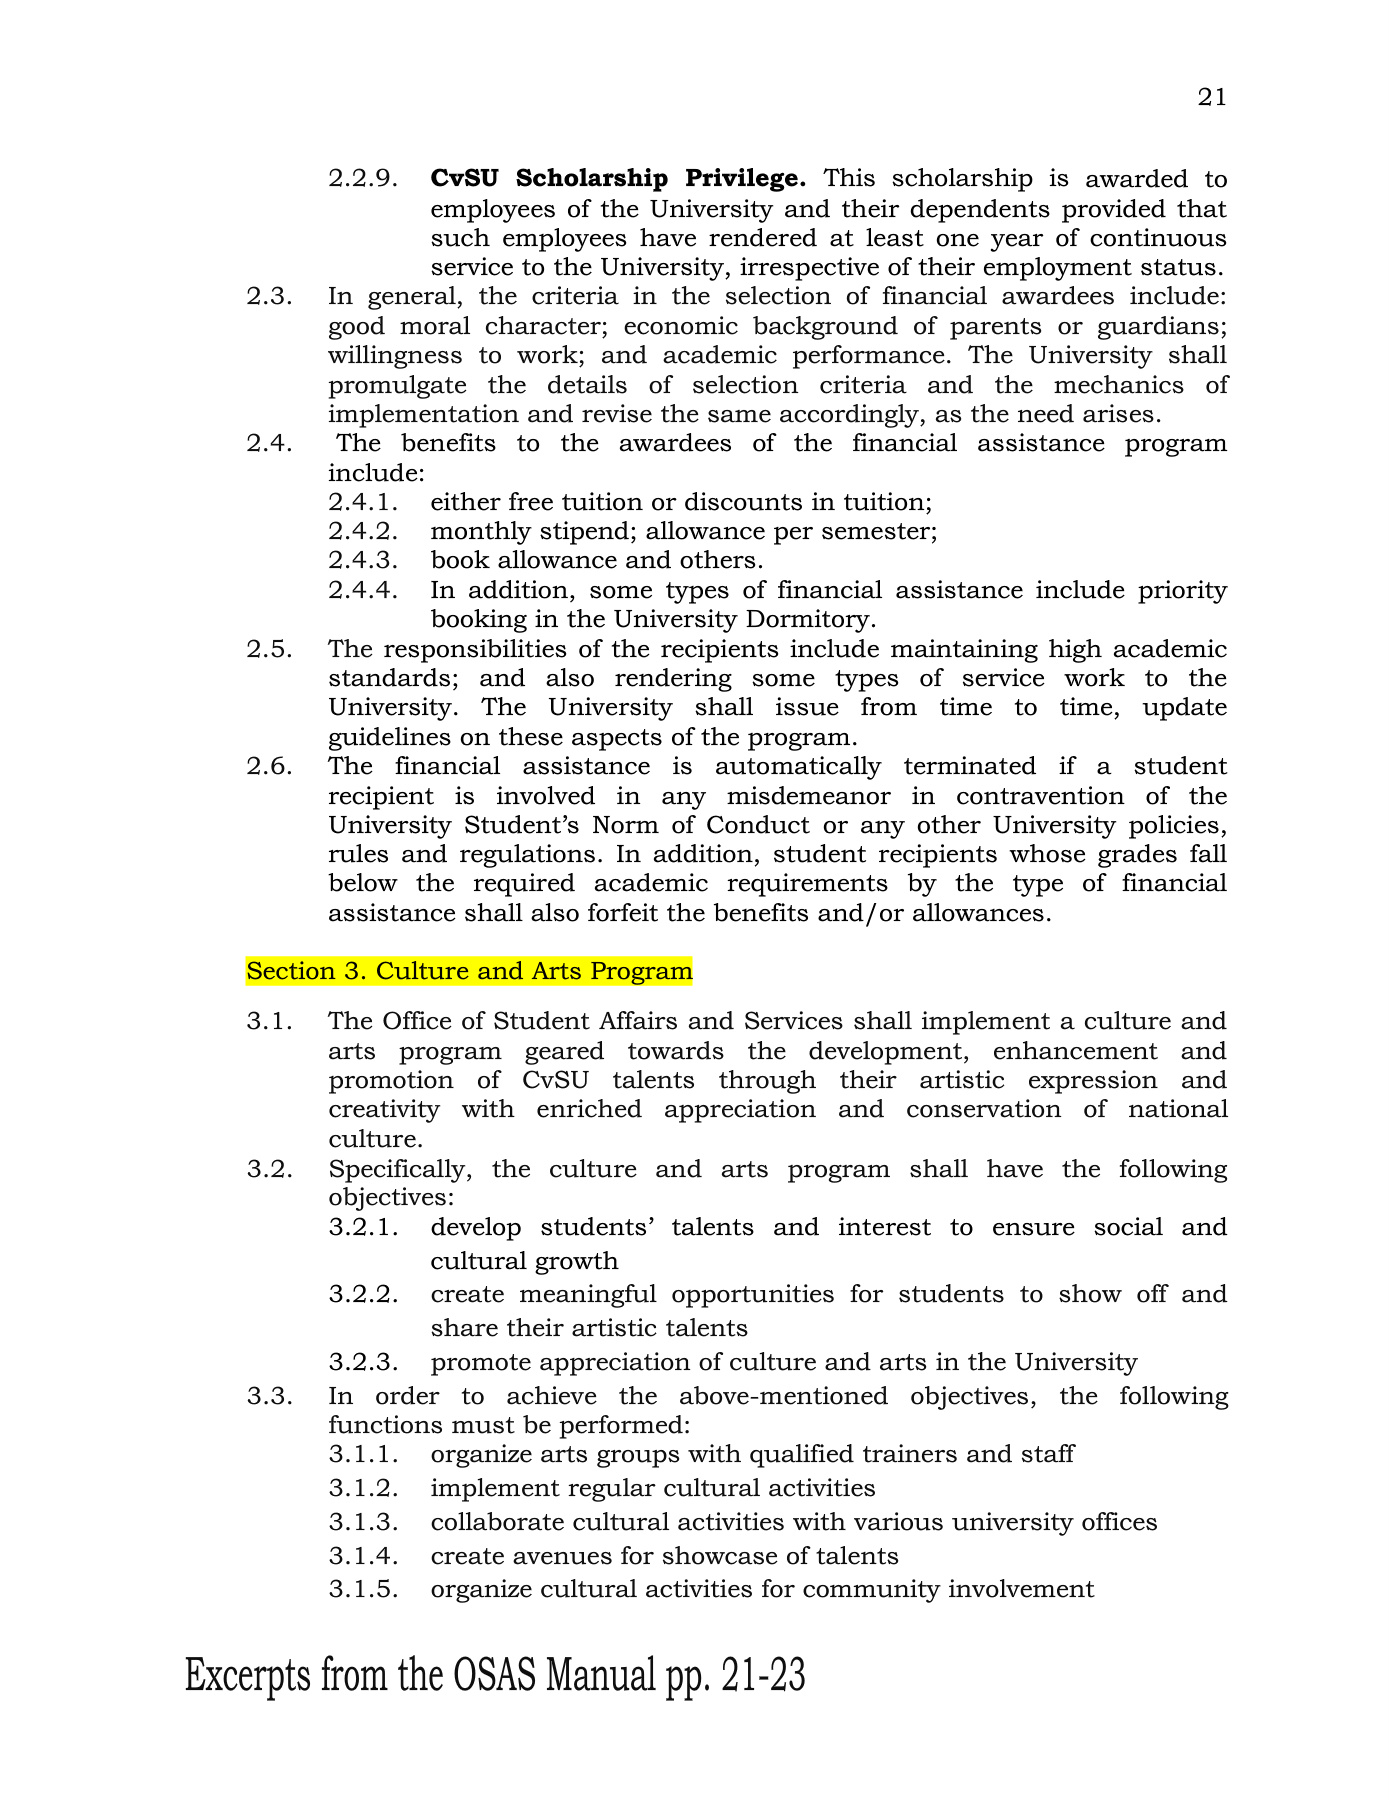 21
2.2.9. CvSU Scholarship Privilege. This scholarship is awarded to
employees of the University and their dependents provided that
such employees have rendered at least one year of continuous
service to the University, irrespective of their employment status.
2.3. In general, the criteria in the selection of financial awardees include:
good moral character; economic background of parents or guardians;
willingness to work; and academic performance. The University shall
promulgate the details of selection criteria and the mechanics of
implementation and revise the same accordingly, as the need arises.
2.4. The benefits to the awardees of the financial assistance program
include:
2.4.1. either free tuition or discounts in tuition;
2.4.2. monthly stipend; allowance per semester;
2.4.3. book allowance and others.
2.4.4. In addition, some types of financial assistance include priority
booking in the University Dormitory.
2.5. The responsibilities of the recipients include maintaining high academic
standards; and also rendering some types of service work to the
University. The University shall issue from time to time, update
guidelines on these aspects of the program.
2.6. The financial assistance is automatically terminated if a student
recipient is involved in any misdemeanor in contravention of the
University Student’s Norm of Conduct or any other University policies,
rules and regulations. In addition, student recipients whose grades fall
below the required academic requirements by the type of financial
assistance shall also forfeit the benefits and/or allowances.
Section 3. Culture and Arts Program
3.1. The Office of Student Affairs and Services shall implement a culture and
arts program geared towards the development, enhancement and
promotion of CvSU talents through their artistic expression and
creativity with enriched appreciation and conservation of national
culture.
3.2. Specifically, the culture and arts program shall have the following
objectives:
3.2.1. develop students’ talents and interest to ensure social and
cultural growth
3.2.2. create meaningful opportunities for students to show off and
share their artistic talents
3.2.3. promote appreciation of culture and arts in the University
3.3. In order to achieve the above-mentioned objectives, the following
functions must be performed:
3.1.1. organize arts groups with qualified trainers and staff
3.1.2. implement regular cultural activities
3.1.3. collaborate cultural activities with various university offices
3.1.4. create avenues for showcase of talents
3.1.5. organize cultural activities for community involvement
Excerpts from the OSAS Manual pp. 21-23